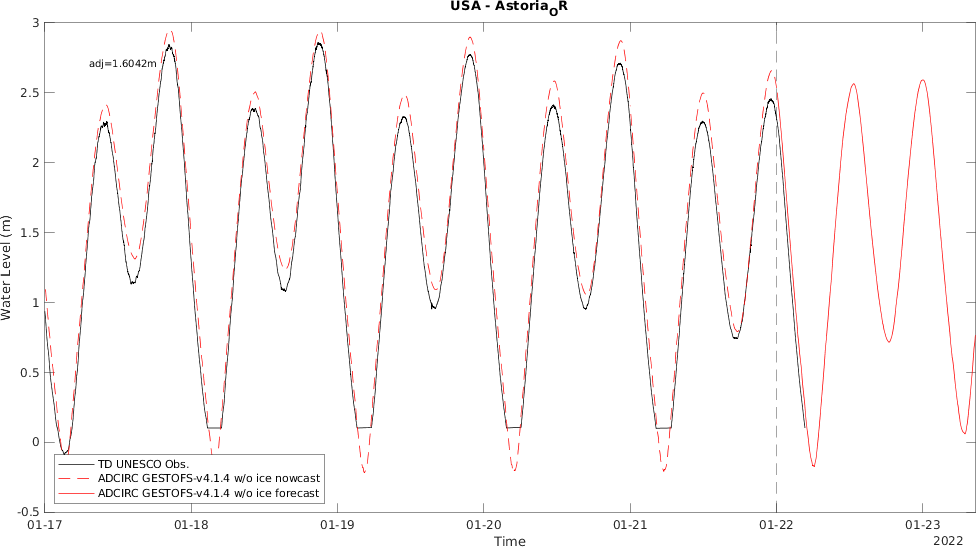 USA - Astoria_OR
adj=1.6042m
3
2.5
2
1.5
1
0.5
0
-0.5
Water Level (m)
TD UNESCO Obs.
ADCIRC GESTOFS-v4.1.4 w/o ice nowcast
ADCIRC GESTOFS-v4.1.4 w/o ice forecast
01-17 01-18 01-19 01-20 01-21 01-22 01-23
Time
2022